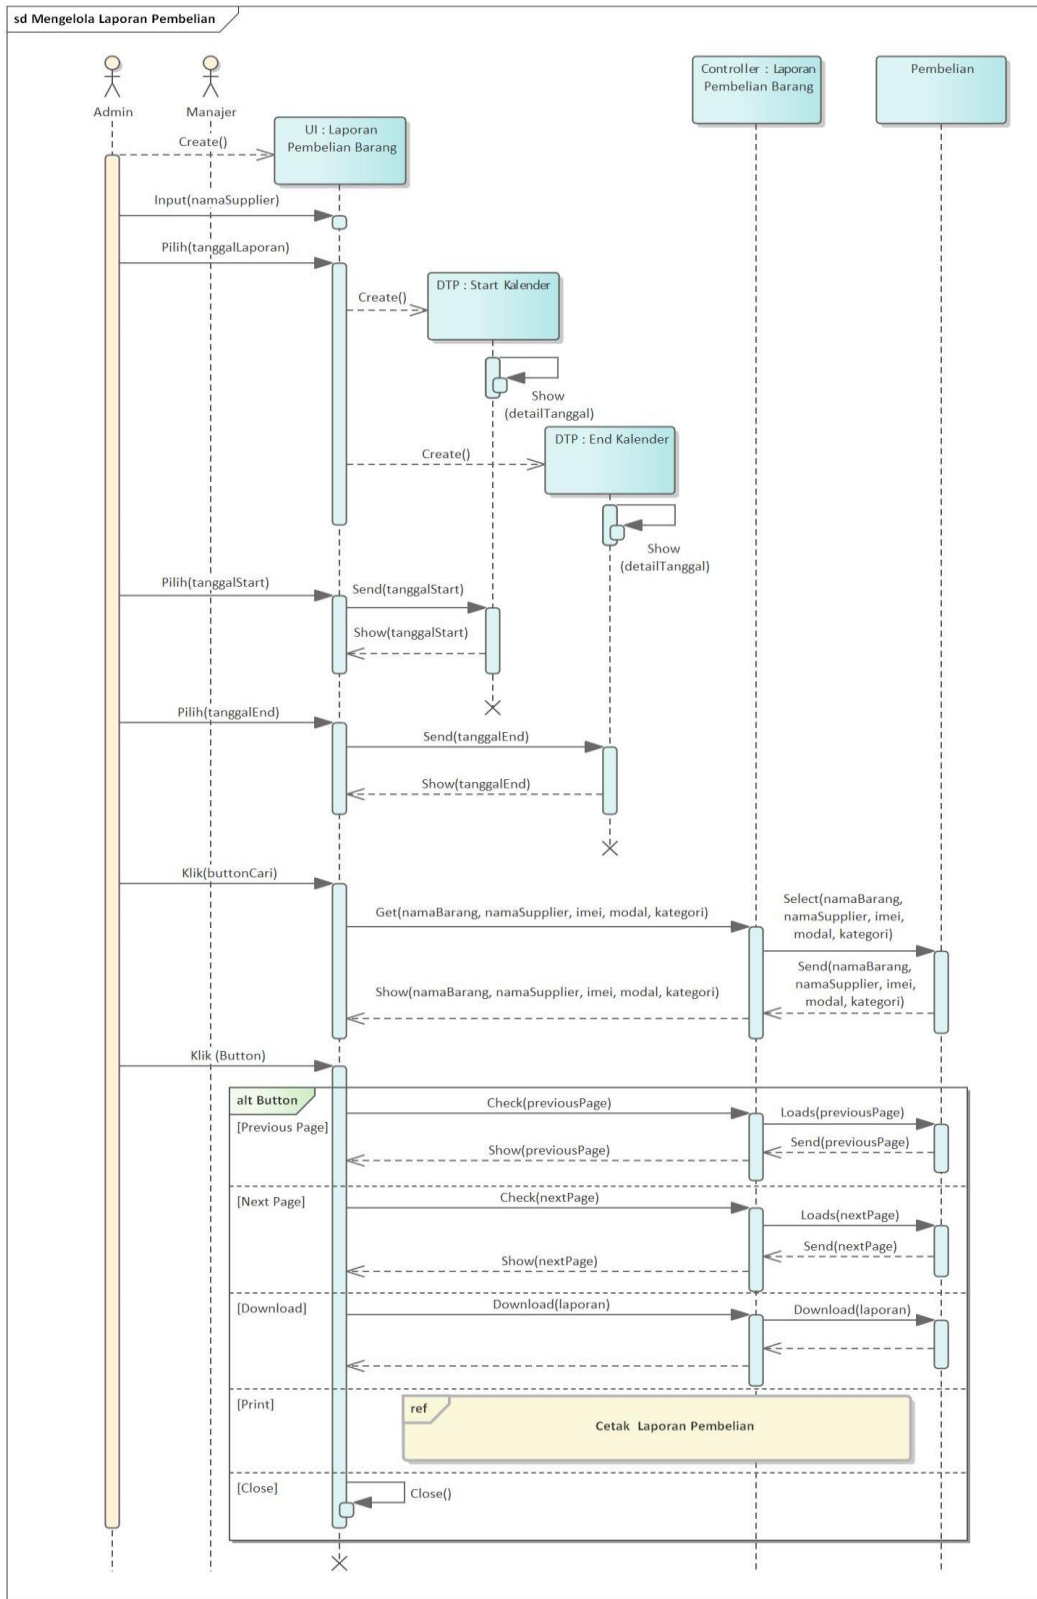 sd Mengelola Laporan Pembelian
Admin
Manajer
Controller : Laporan
Pembelian Barang
Pembelian
UI : Laporan
Pembelian Barang
Create()
Input(namaSupplier)
Pilih(tanggalLaporan)
DTP : Start Kalender
Create()
Show
(detailTanggal)
DTP : End Kalender
Create()
Show
(detailTanggal)
Pilih(tanggalStart)
Send(tanggalStart)
Show(tanggalStart)
Pilih(tanggalEnd)
Send(tanggalEnd)
Show(tanggalEnd)
Klik(buttonCari)
Get(namaBarang, namaSupplier, imei, modal, kategori)
Select(namaBarang,
namaSupplier, imei,
modal, kategori)
Send(namaBarang,
namaSupplier, imei,
modal, kategori)
Show(namaBarang, namaSupplier, imei, modal, kategori)
Klik (Button)
alt Button
[Previous Page]
Check(previousPage)
Loads(previousPage)
Send(previousPage)
Show(previousPage)
[Next Page]
Check(nextPage)
Loads(nextPage)
Send(nextPage)
Show(nextPage)
[Download]
Download(laporan)
Download(laporan)
[Print]
ref
Cetak Laporan Pembelian
[Close]
Close()